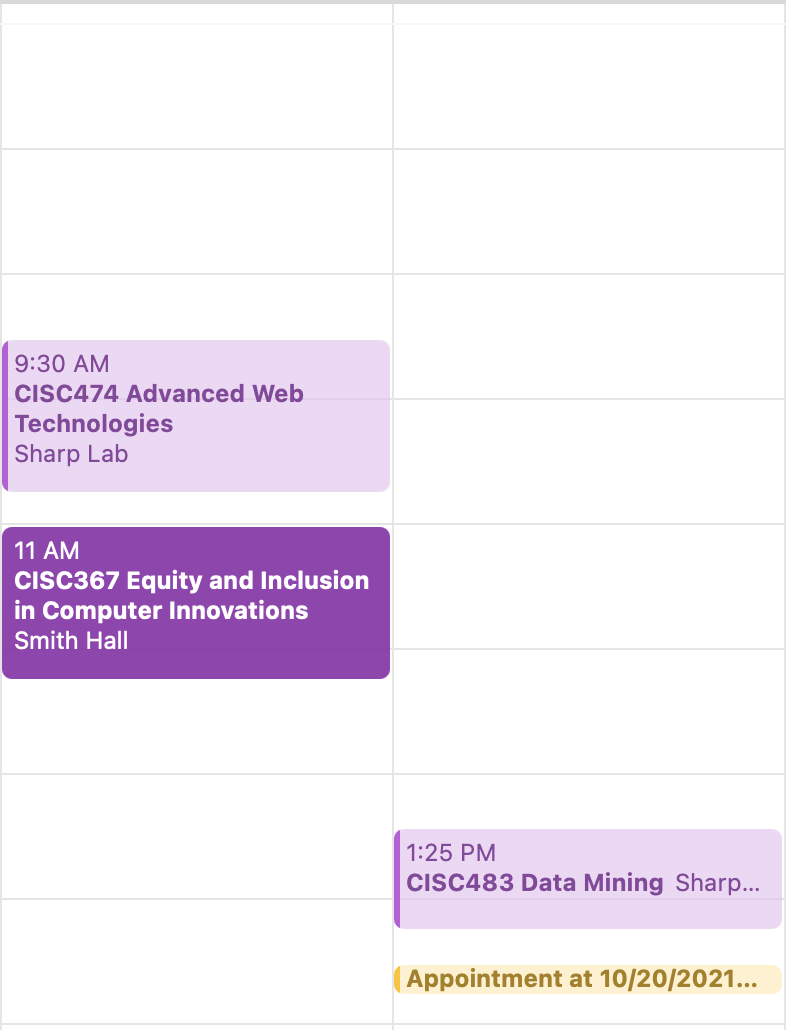 9:30 AM
CISC474 Advanced Web
Technologies
Sharp Lab
11 AM
CISC367 Equity and Inclusion
in Computer Innovations
Smith Hall
1:25 PM
CISC483 Data Mining Sharp...
Appointment at 10/20/2021...